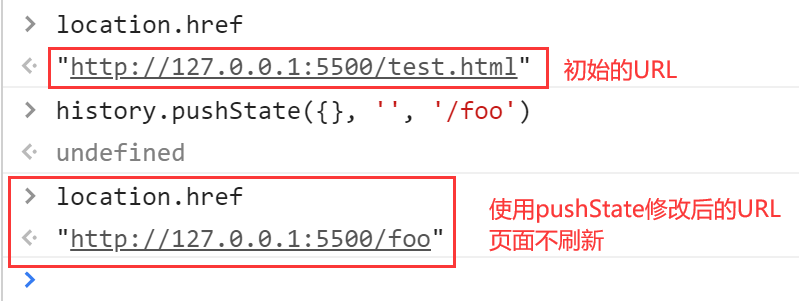 location.href
"http://127.0.0.1:5500/test.html" 初始的URL
history.pushState({}, '', '/foo')
undefined
location.href
"http://127.0.0.1:5500/foo"
使用pushState修改后的URL
页面不刷新